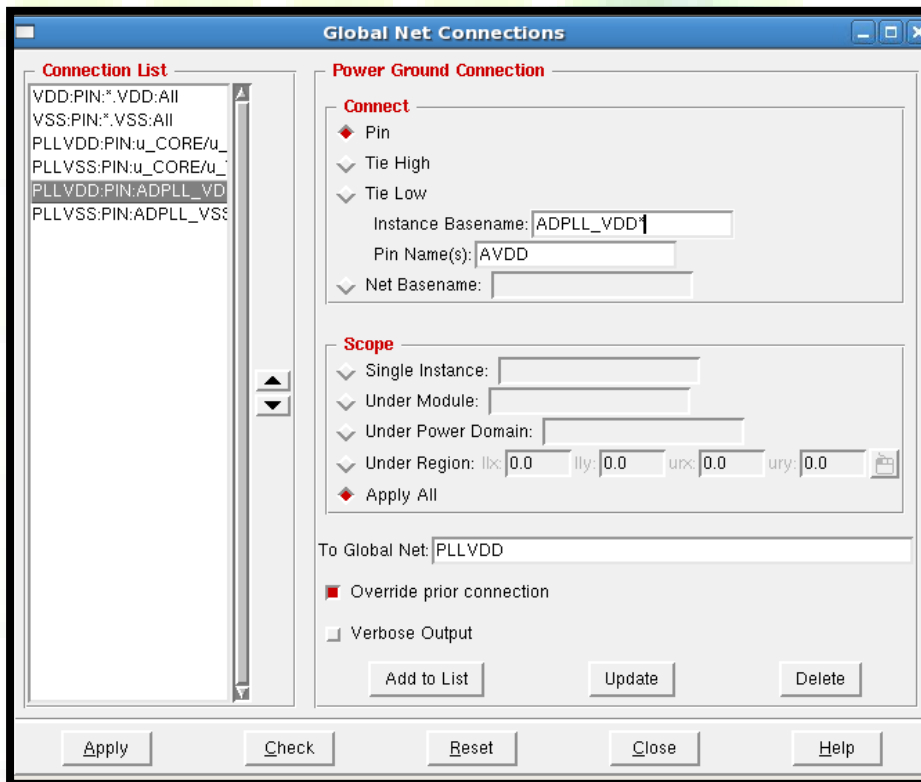 Global Net Connections
Connection List
VDD:PIN:*.VDD:All
VSS:PIN:*.VSS:All
PLLVDD:PIN:u_CORE/u_
PLLVSS:PIN:u_CORE/u_
PLLVDD:PIN:ADPLL_VD
PLLVSS:PIN:ADPLL_VSS
Power Ground Connection
Connect
Pin
Tie High
Tie Low
Instance Basename: ADPLL_VDD*
Pin Name(s): AVDD
Net Basename:
Scope
Single Instance:
Under Module:
Under Power Domain:
Under Region: llx: 0.0 lly: 0.0 urx: 0.0 ury: 0.0
Apply All
To Global Net: PLLVDD
Override prior connection
Verbose Output
Add to List Update Delete
Apply Check Reset Close Help